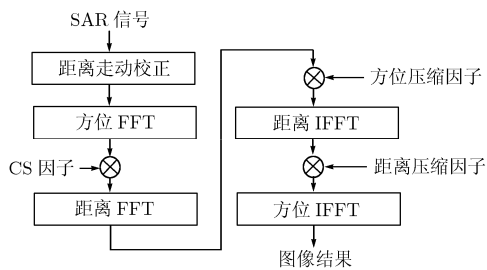 SAR 信号
距离走动校正
方位 FFT
CS 因子
距离 FFT
方位压缩因子
距离 IFFT
距离压缩因子
方位 IFFT
图像结果